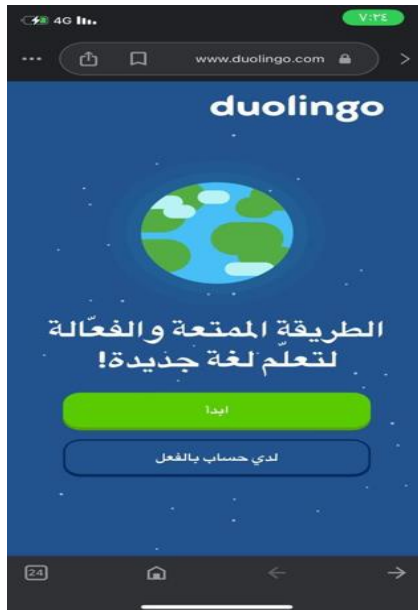 4G
٧:٣٤
www.duolingo.com
duolingo
الطريقة الممتعة والفعّالة
لتعلّم لغة جديدة!
ابدأ
لدي حساب بالفعل
24